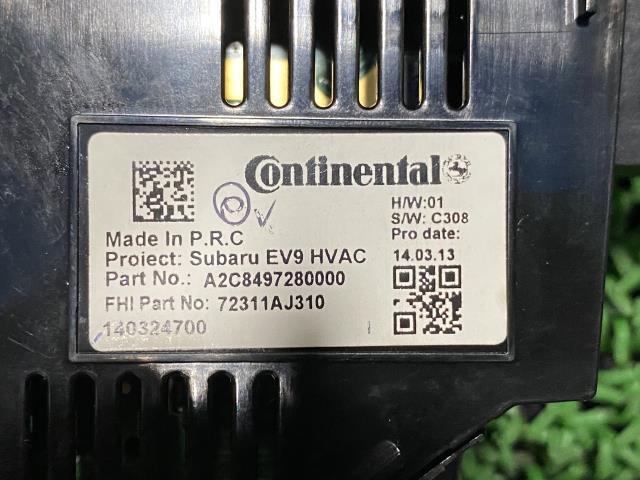 Continental
H/W:01
S/W: C308
Pro date:
14.03.13
Made In P.R.C
Proiect: Subaru EV9 HVAC
Part No.: A2C8497280000
FHI Part No: 72311AJ310
140324700